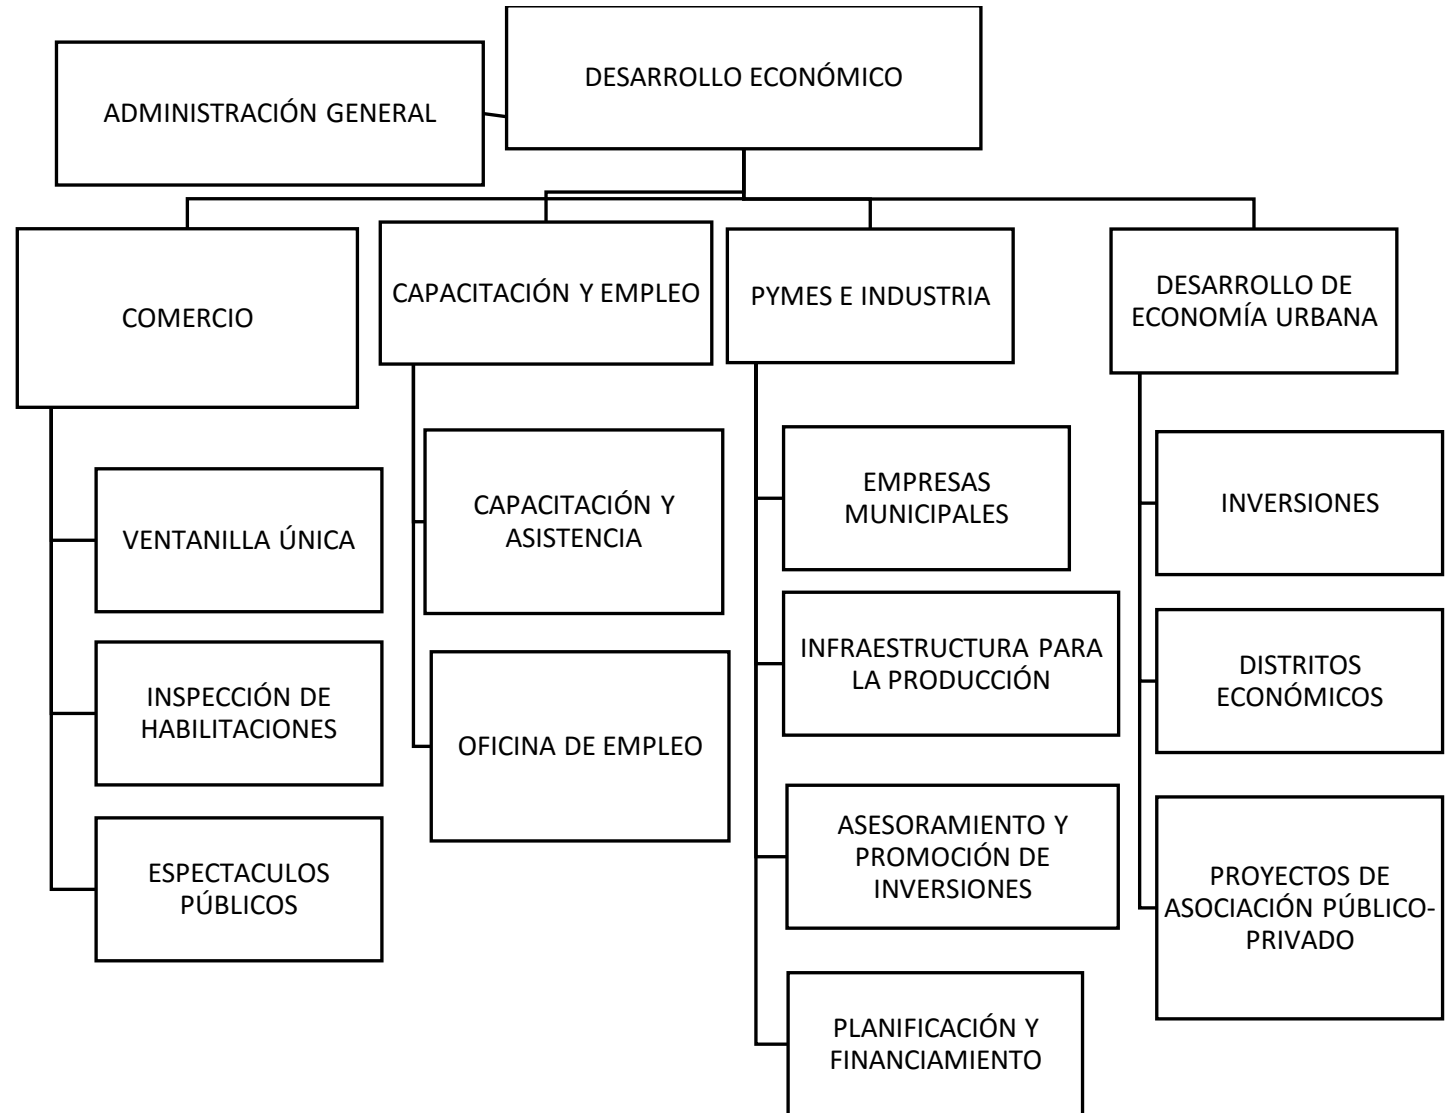 DESARROLLO ECONÓMICO
ADMINISTRACIÓN GENERAL
COMERCIO
VENTANILLA ÚNICA
INSPECCIÓN DE
HABILITACIONES
ESPECTACULOS
PÚBLICOS
CAPACITACIÓN Y EMPLEO
CAPACITACIÓN Y
ASISTENCIA
OFICINA DE EMPLEO
PYMES E INDUSTRIA
EMPRESAS
MUNICIPALES
INFRAESTRUCTURA PARA
LA PRODUCCIÓN
ASESORAMIENTO Y
PROMOCIÓN DE
INVERSIONES
PLANIFICACIÓN Y
FINANCIAMIENTO
DESARROLLO DE
ECONOMÍA URBANA
INVERSIONES
DISTRITOS
ECONÓMICOS
PROYECTOS DE
ASOCIACIÓN PÚBLICO-
PRIVADO